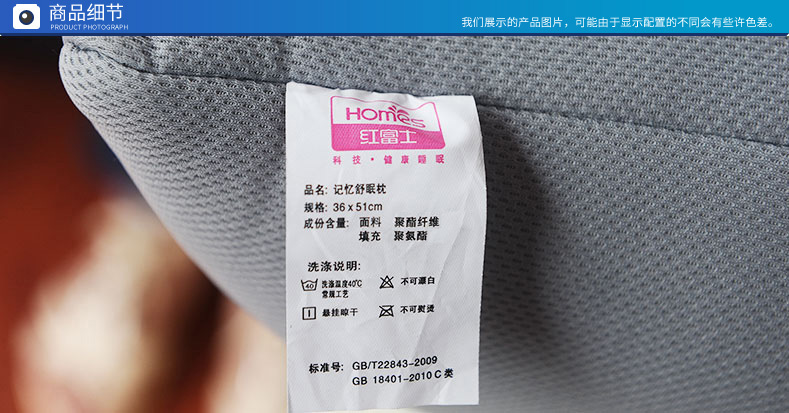 商品细节
PRODUCT PHOTOGRAPH
我们展示的产品图片，可能由于显示配置的不同会有些许色差。
HOMes
红富士
科技·健康睡眠
品名: 记忆舒眠枕
规格: 36 x 51cm
成份含量: 面料 聚酯纤维
填充 聚氨酯
洗涤说明:
40 洗涤温度40℃ 常规工艺 不可漂白
悬挂晾干 不可熨烫
标准号: GB/T22843-2009
GB 18401-2010 C 类